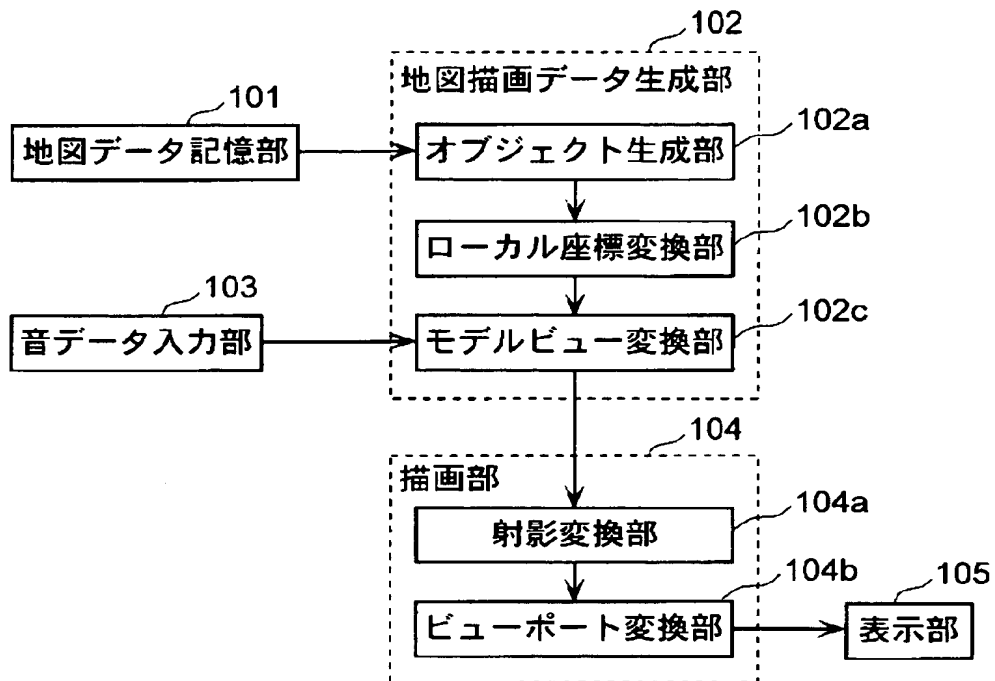 102
地図描画データ生成部
101
地図データ記憶部
102a
オブジェクト生成部
102b
ローカル座標変換部
103
音データ入力部
102c
モデルビュー変換部
104
描画部
104a
射影変換部
104b
ビューポート変換部
105
表示部